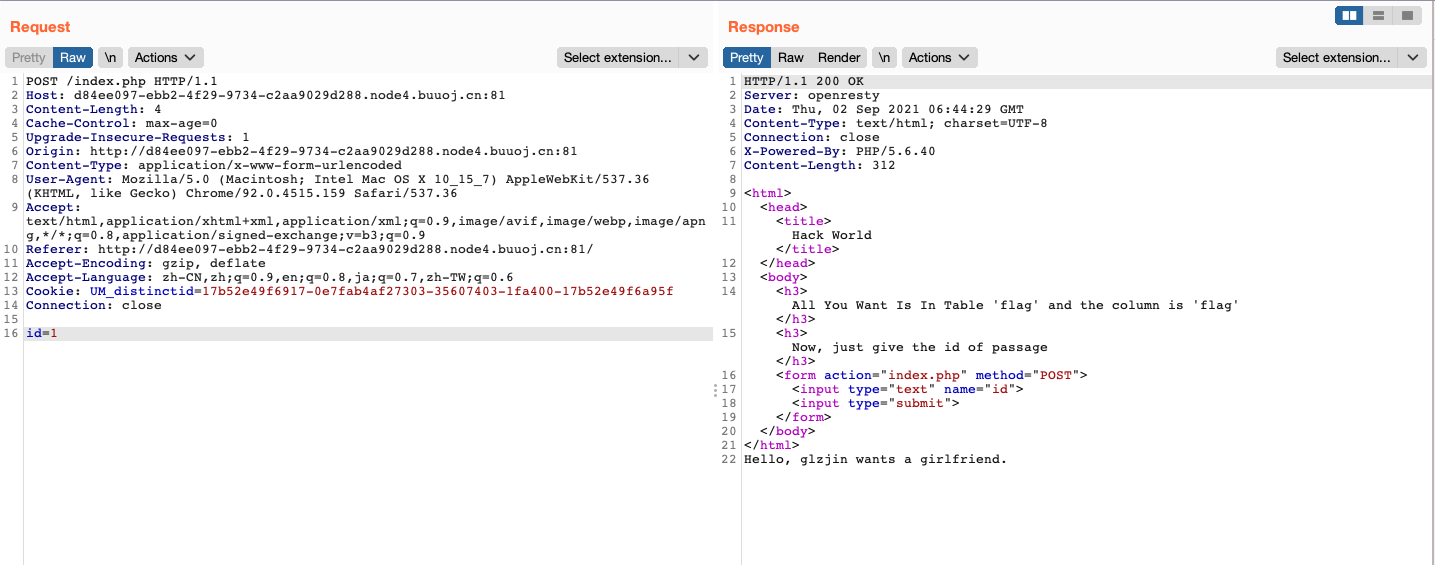 Request
Pretty Raw \n Actions Select extension...
1 POST /index.php HTTP/1.1
2 Host: d84ee097-ebb2-4f29-9734-c2aa9029d288.node4.buuoj.cn:81
3 Content-Length: 4
4 Cache-Control: max-age=0
5 Upgrade-Insecure-Requests: 1
6 Origin: http://d84ee097-ebb2-4f29-9734-c2aa9029d288.node4.buuoj.cn:81
7 Content-Type: application/x-www-form-urlencoded
8 User-Agent: Mozilla/5.0 (Macintosh; Intel Mac OS X 10_15_7) AppleWebKit/537.36
(KHTML, like Gecko) Chrome/92.0.4515.159 Safari/537.36
9 Accept:
text/html,application/xhtml+xml,application/xml;q=0.9,image/avif,image/webp,image/apn
g,*/*;q=0.8,application/signed-exchange;v=b3;q=0.9
10 Referer: http://d84ee097-ebb2-4f29-9734-c2aa9029d288.node4.buuoj.cn:81/
11 Accept-Encoding: gzip, deflate
12 Accept-Language: zh-CN,zh;q=0.9,en;q=0.8,ja;q=0.7,zh-TW;q=0.6
13 Cookie: UM_distinctid=17b52e49f6917-0e7fab4af27303-35607403-1fa400-17b52e49f6a95f
14 Connection: close
15
16 id=1
Response
Pretty Raw Render \n Actions Select extension...
1 HTTP/1.1 200 OK
2 Server: openresty
3 Date: Thu, 02 Sep 2021 06:44:29 GMT
4 Content-Type: text/html; charset=UTF-8
5 Connection: close
6 X-Powered-By: PHP/5.6.40
7 Content-Length: 312
8
9 <html>
10 <head>
11 <title>
Hack World
</title>
12 </head>
13 <body>
14 <h3>
All You Want Is In Table 'flag' and the column is 'flag'
</h3>
15 <h3>
Now, just give the id of passage
</h3>
16 <form action="index.php" method="POST">
17 <input type="text" name="id">
18 <input type="submit">
19 </form>
20 </body>
21 </html>
22 Hello, glzjin wants a girlfriend.